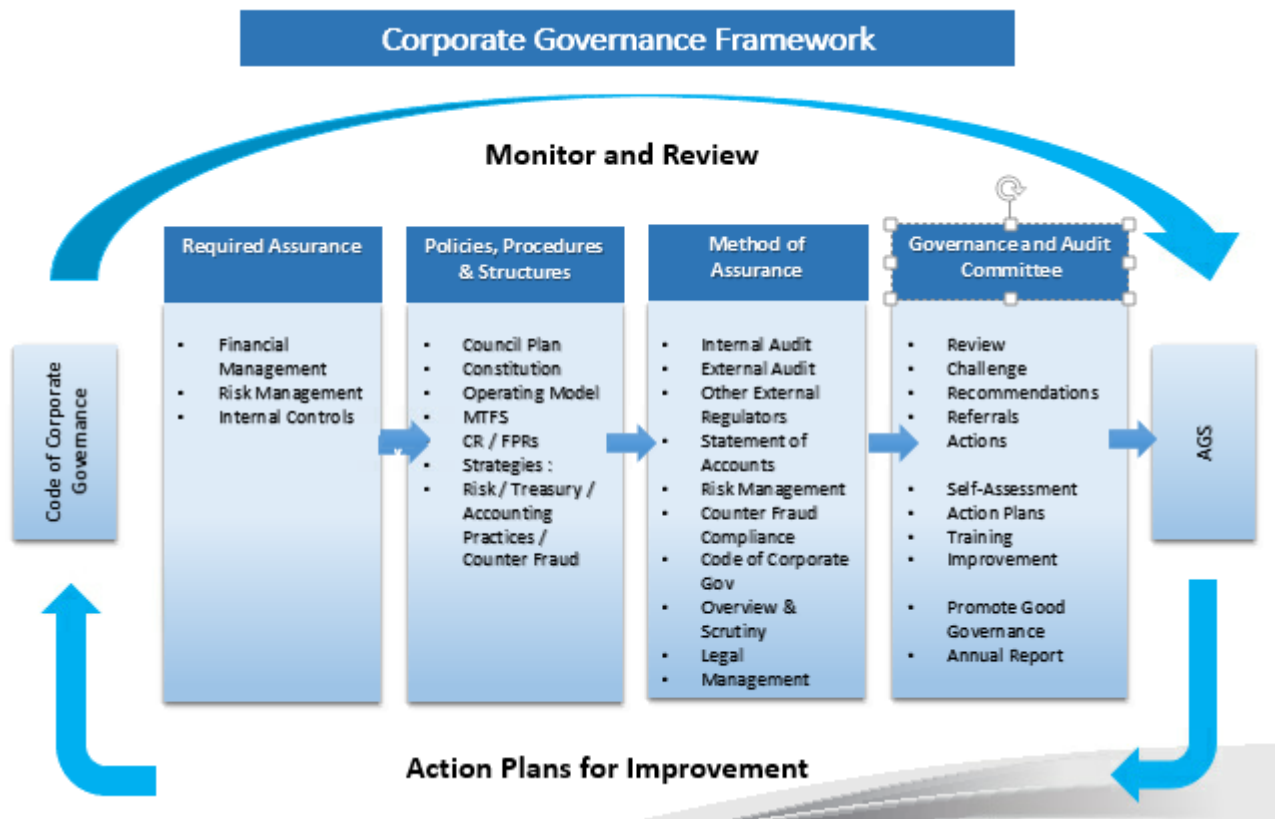 Corporate Governance Framework
Monitor and Review
Code of Corporate
Governance
Required Assurance
• Financial
Management
• Risk Management
• Internal Controls
Policies, Procedures
& Structures
• Council Plan
• Constitution
• Operating Model
• MTFS
• CR / FPRs
• Strategies :
• Risk / Treasury /
Accounting
Practices /
Counter Fraud
Method of
Assurance
• Internal Audit
• External Audit
• Other External
Regulators
• Statement of
Accounts
• Risk Management
• Counter Fraud
Compliance
• Code of Corporate
Gov
• Overview &
Scrutiny
• Legal
• Management
Governance and Audit
Committee
• Review
• Challenge
• Recommendations
• Referrals
• Actions
• Self-Assessment
• Action Plans
• Training
• Improvement
• Promote Good
Governance
• Annual Report
AGS
Action Plans for Improvement